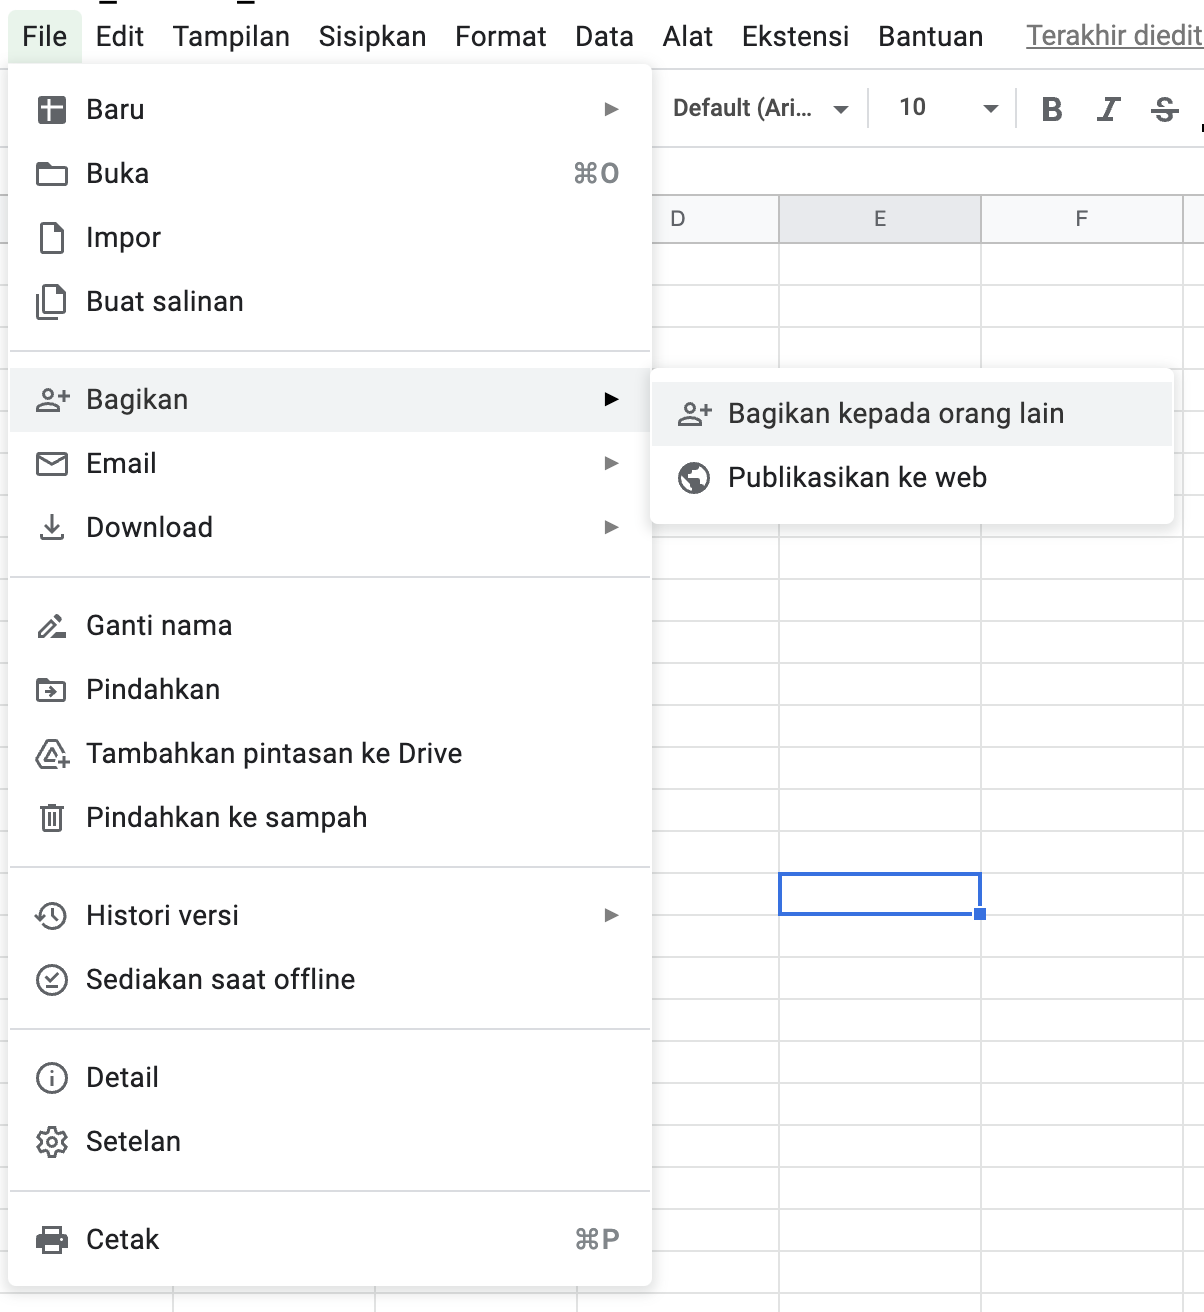 File Edit Tampilan Sisipkan Format Data Alat Ekstensi Bantuan Terakhir diedit
Default (Ari... 10 B I S
D E F
Baru
Buka ⌘O
Impor
Buat salinan
Bagikan
Bagikan kepada orang lain
Publikasikan ke web
Email
Download
Ganti nama
Pindahkan
Tambahkan pintasan ke Drive
Pindahkan ke sampah
Histori versi
Sediakan saat offline
Detail
Setelan
Cetak ⌘P